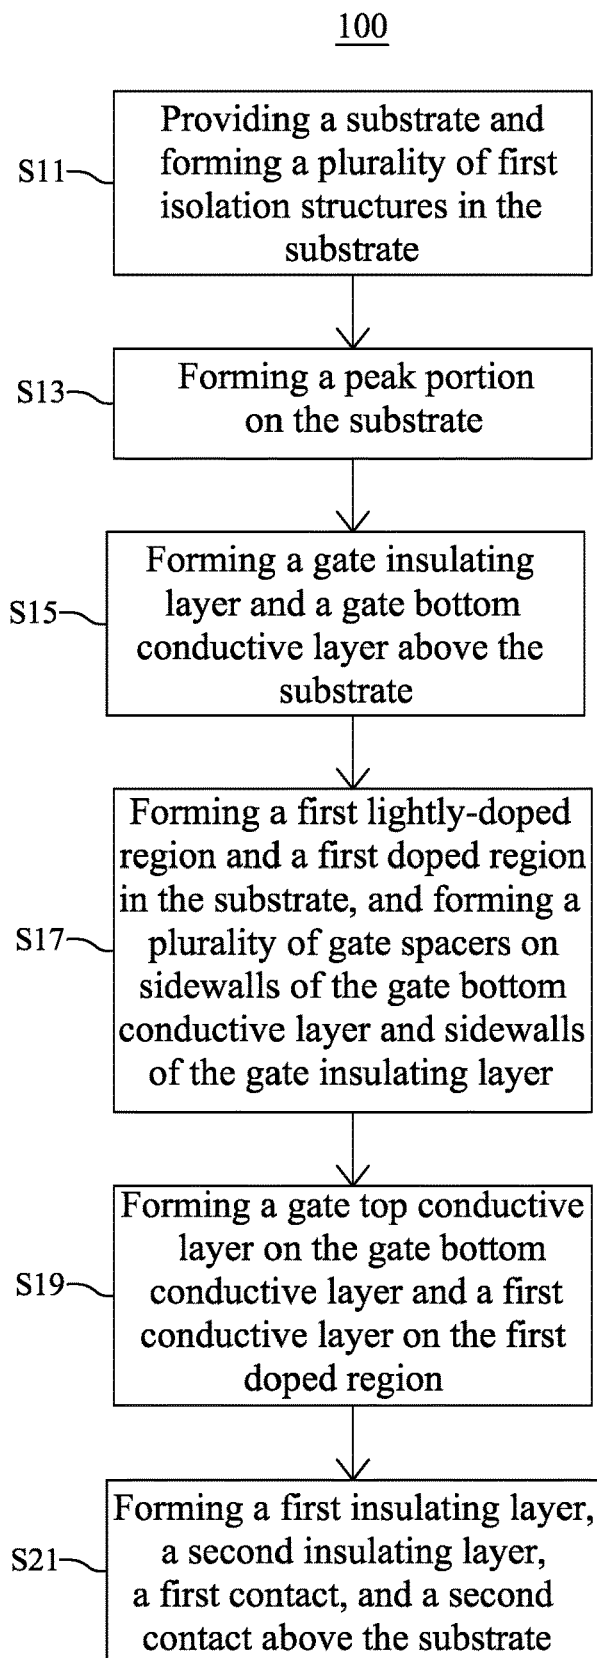 100
S11
Providing a substrate and
forming a plurality of first
isolation structures in the
substrate
S13
Forming a peak portion
on the substrate
S15
Forming a gate insulating
layer and a gate bottom
conductive layer above the
substrate
S17
Forming a first lightly-doped
region and a first doped region
in the substrate, and forming a
plurality of gate spacers on
sidewalls of the gate bottom
conductive layer and sidewalls
of the gate insulating layer
S19
Forming a gate top conductive
layer on the gate bottom
conductive layer and a first
conductive layer on the first
doped region
S21
Forming a first insulating layer,
a second insulating layer,
a first contact, and a second
contact above the substrate